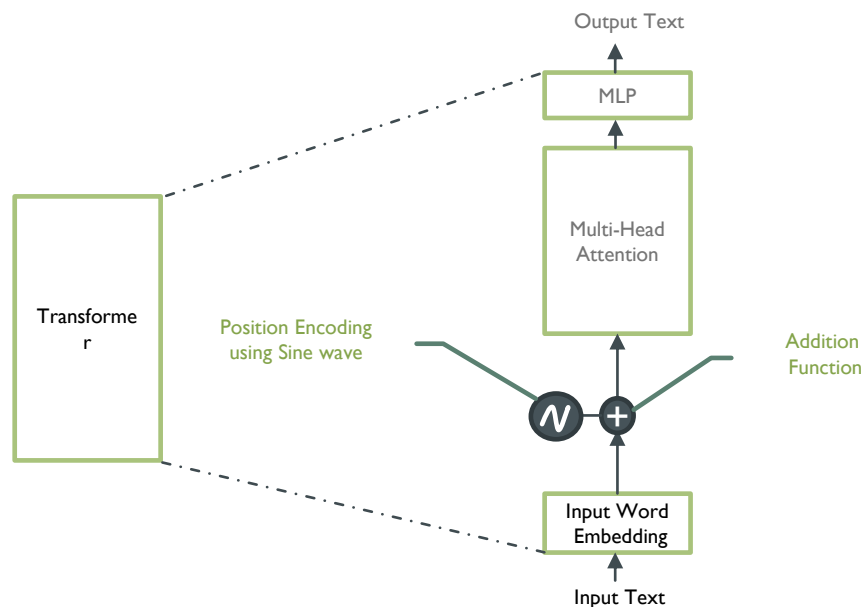 Output Text
MLP
Multi-Head
Attention
Transforme
r
Position Encoding
using Sine wave
Addition
Function
Input Word
Embedding
Input Text